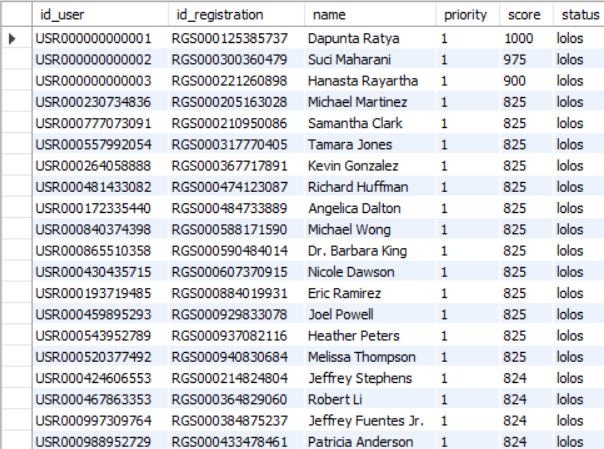 id_user id_registration name priority score status
USR000000000001 RGS000125385737 Dapunta Ratya 1 1000 lolos
USR000000000002 RGS000300360479 Suci Maharani 1 975 lolos
USR000000000003 RGS000221260898 Hanasta Rayartha 1 900 lolos
USR000230734836 RGS000205163028 Michael Martinez 1 825 lolos
USR000777073091 RGS000210950086 Samantha Clark 1 825 lolos
USR000557992054 RGS000317770405 Tamara Jones 1 825 lolos
USR000264058888 RGS000367717891 Kevin Gonzalez 1 825 lolos
USR000481433082 RGS000474123087 Richard Huffman 1 825 lolos
USR000172335440 RGS000484733889 Angelica Dalton 1 825 lolos
USR000840374398 RGS000588171590 Michael Wong 1 825 lolos
USR000865510358 RGS000590484014 Dr. Barbara King 1 825 lolos
USR000430435715 RGS000607370915 Nicole Dawson 1 825 lolos
USR000193719485 RGS000884019931 Eric Ramirez 1 825 lolos
USR000459895293 RGS000929833078 Joel Powell 1 825 lolos
USR000543952789 RGS000937082116 Heather Peters 1 825 lolos
USR000520377492 RGS000940830684 Melissa Thompson 1 825 lolos
USR000424606553 RGS000214824804 Jeffrey Stephens 1 824 lolos
USR000467863353 RGS000364829060 Robert Li 1 824 lolos
USR000997309764 RGS000384875237 Jeffrey Fuentes Jr. 1 824 lolos
USR000988952729 RGS000433478461 Patricia Anderson 1 824 lolos